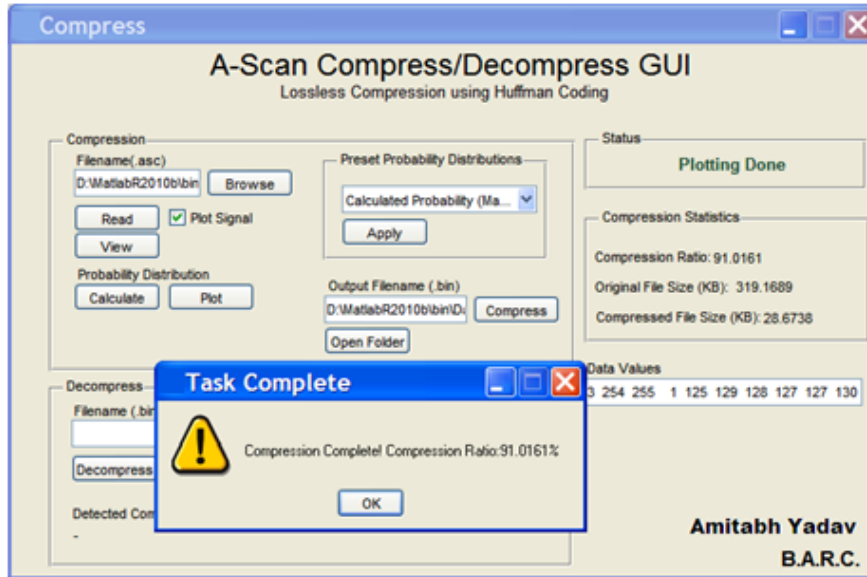 Compress
A-Scan Compress/Decompress GUI
Lossless Compression using Huffman Coding
Compression
Filename(.asc)
D:\MatlabR2010b\bin
Browse
Read
Plot Signal
View
Probability Distribution
Calculate
Plot
Preset Probability Distributions
Calculated Probability (Ma...
Apply
Output Filename (.bin)
D:\MatlabR2010b\bin\Da
Compress
Open Folder
Status
Plotting Done
Compression Statistics
Compression Ratio: 91.0161
Original File Size (KB): 319.1689
Compressed File Size (KB): 28.6738
Data Values
3 254 255 1 125 129 128 127 127 130
Decompress
Filename (.bin
Decompress
Detected Com
-
Task Complete
Compression Complete! Compression Ratio:91.0161%
OK
Amitabh Yadav
B.A.R.C.